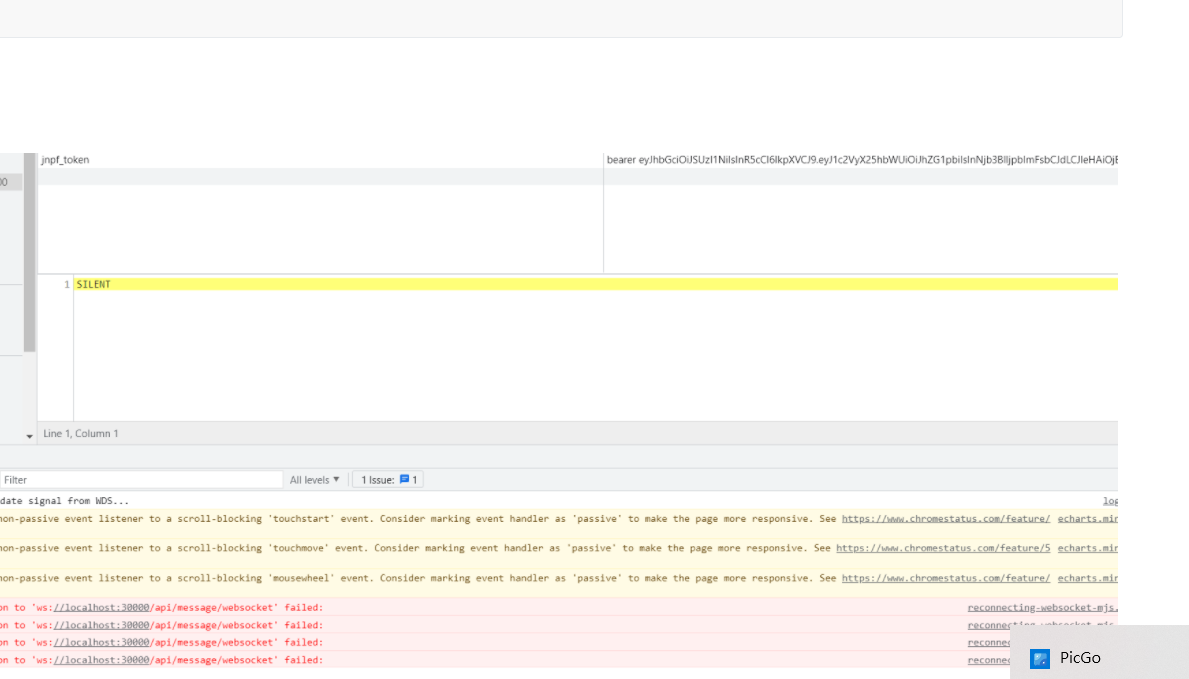 jnpf_token bearer eyJhbGciOiJSUzI1NiIsInR5cCI6IkpXVCJ9.eyJ1c2VyX25hbWUiOiJhZG1pbiIsInNjb3BlIjpbImFsbCJdLCJleHAiOjE
00
1 SILENT
Line 1, Column 1
Filter All levels ▼ 1 Issue: 1
date signal from WDS... log
non-passive event listener to a scroll-blocking 'touchstart' event. Consider marking event handler as 'passive' to make the page more responsive. See https://www.chromestatus.com/feature/ echarts.min
non-passive event listener to a scroll-blocking 'touchmove' event. Consider marking event handler as 'passive' to make the page more responsive. See https://www.chromestatus.com/feature/5 echarts.min
non-passive event listener to a scroll-blocking 'mousewheel' event. Consider marking event handler as 'passive' to make the page more responsive. See https://www.chromestatus.com/feature/ echarts.min
on to 'ws://localhost:30000/api/message/websocket' failed: reconnecting-websocket-mjs.
on to 'ws://localhost:30000/api/message/websocket' failed: reconnecting-websocket-mjs.
on to 'ws://localhost:30000/api/message/websocket' failed: reconnec
on to 'ws://localhost:30000/api/message/websocket' failed: reconnec
PicGo